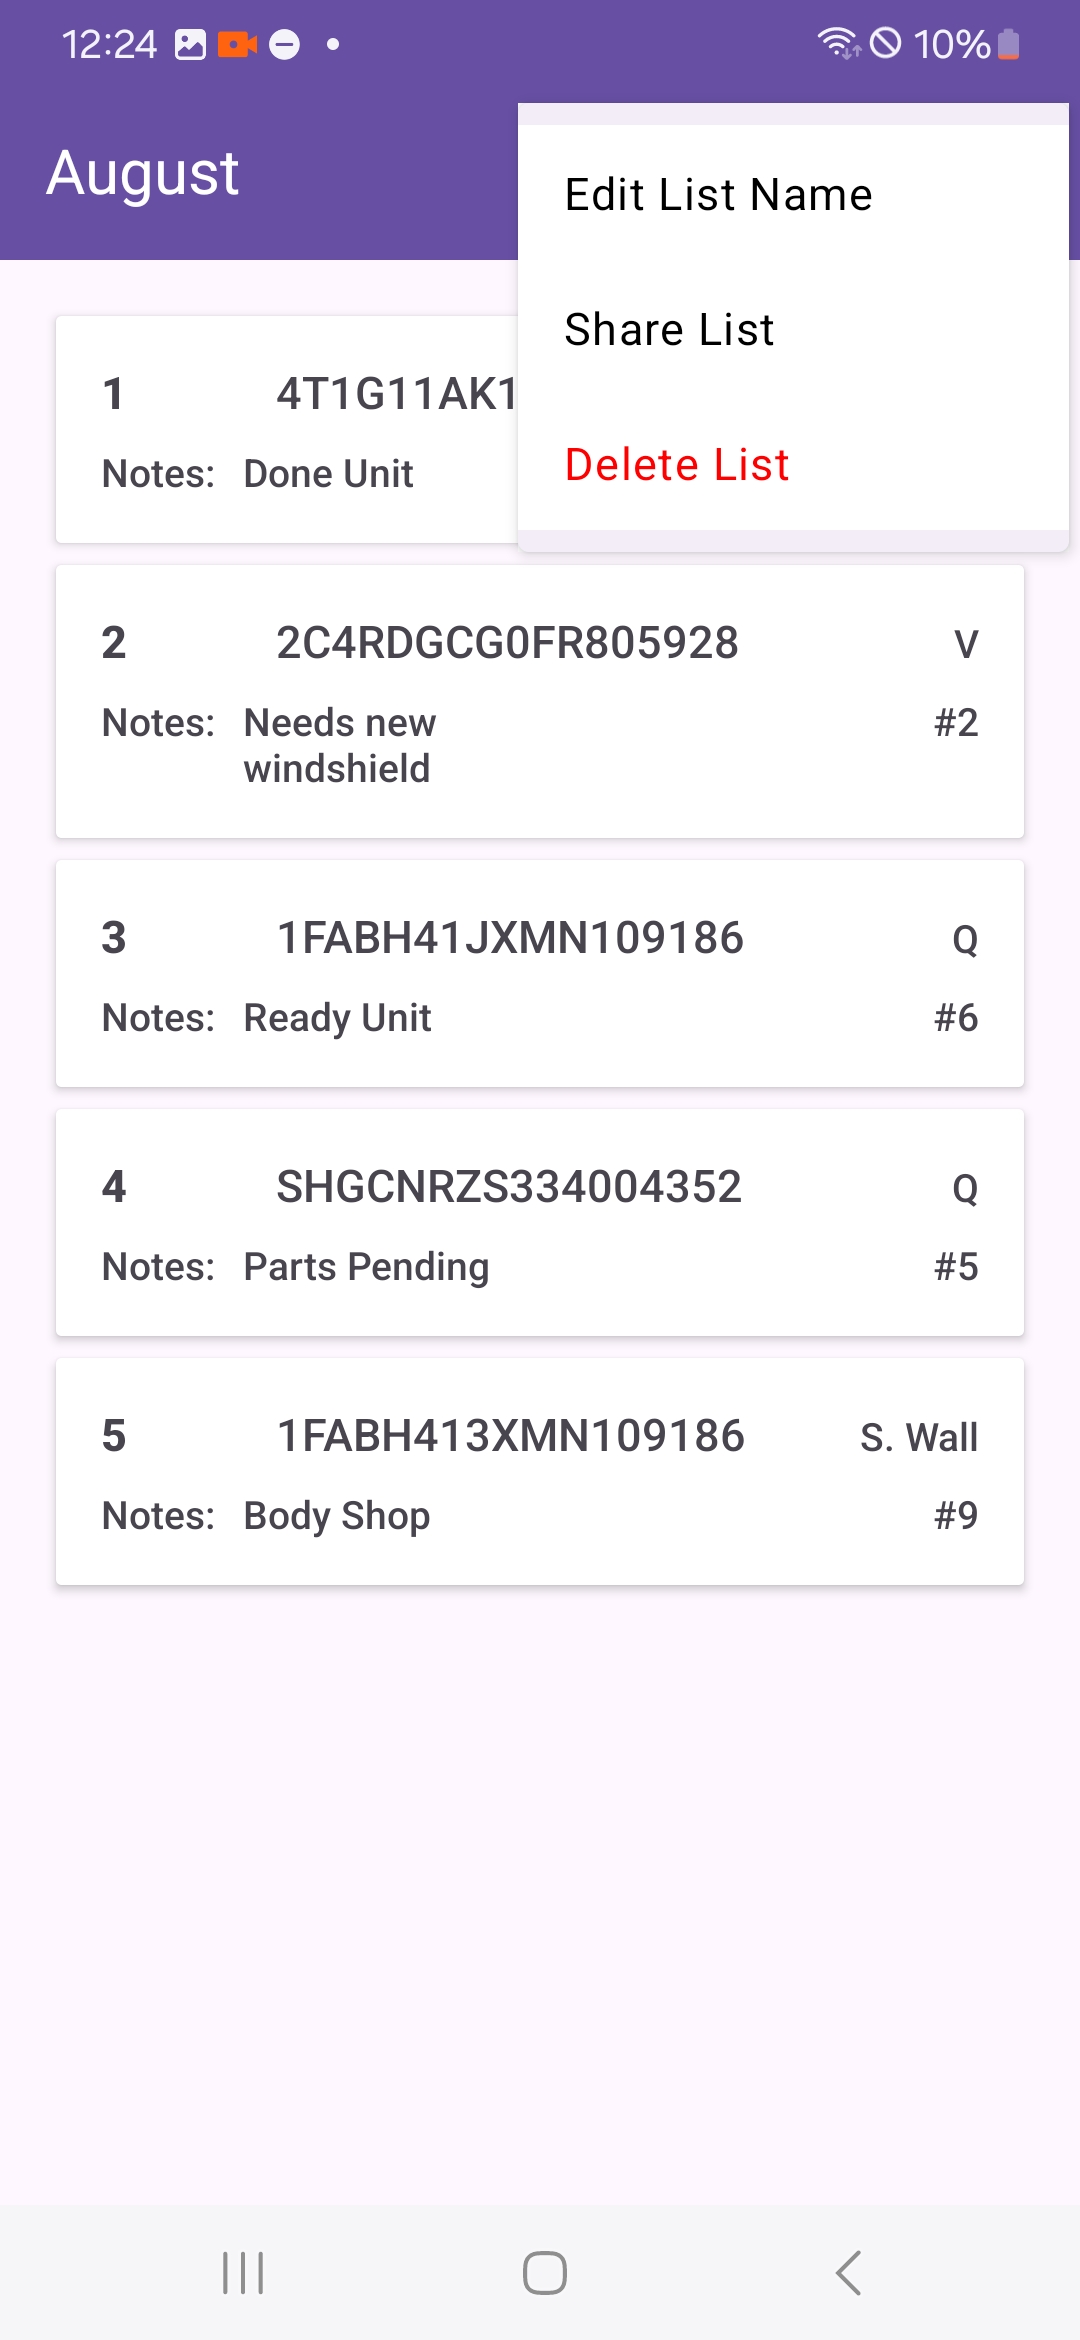 12:24 10%
August
Edit List Name
Share List
Delete List
1 4T1G11AK1
Notes: Done Unit
2 2C4RDGCG0FR805928 V
Notes: Needs new #2
windshield
3 1FABH41JXMN109186 Q
Notes: Ready Unit #6
4 SHGCNRZS334004352 Q
Notes: Parts Pending #5
5 1FABH413XMN109186 S. Wall
Notes: Body Shop #9